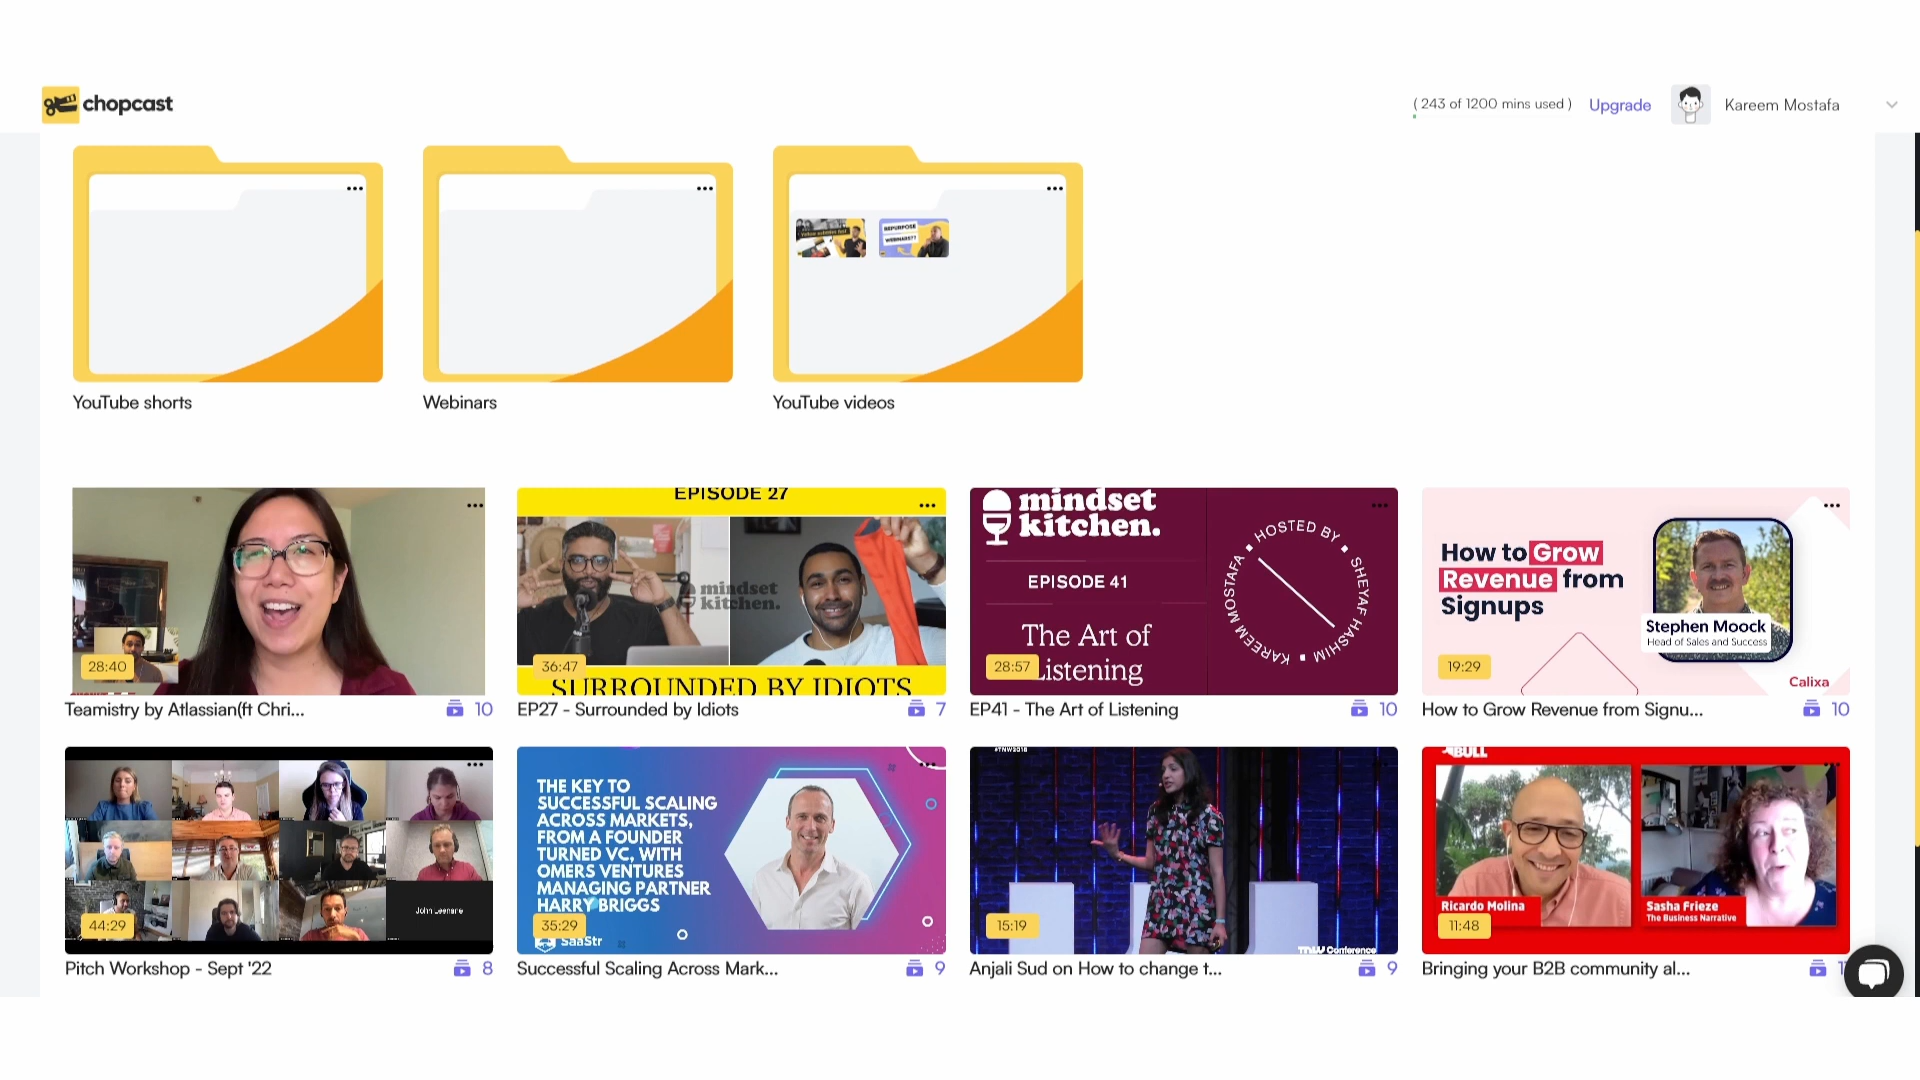 chopcast
( 243 of 1200 mins used )
Upgrade
Kareem Mostafa
YouTube shorts
Webinars
YouTube videos
REPURPOSE
WEBINARS??
28:40
Teamistry by Atlassian(ft Chri...
10
EPISODE 27
mindset
kitchen.
36:47
SURROUNDED BY IDIOTS
EP27 - Surrounded by Idiots
7
mindset
kitchen.
EPISODE 41
The Art of
Listening
HOSTED BY ▪ SHEYAF HASHIM ▪ KAREEM MOSTAFA ▪
28:57
EP41 - The Art of Listening
10
How to Grow
Revenue from
Signups
Stephen Moock
Head of Sales and Success
Calixa
19:29
How to Grow Revenue from Signu...
10
44:29
Pitch Workshop - Sept '22
8
THE KEY TO
SUCCESSFUL SCALING
ACROSS MARKETS,
FROM A FOUNDER
TURNED VC, WITH
OMERS VENTURES
MANAGING PARTNER
HARRY BRIGGS
35:29
SaaStr
Successful Scaling Across Mark...
9
#TNW2018
15:19
TNW Conference
Anjali Sud on How to change t...
9
BULL
Ricardo Molina
Sasha Frieze
The Business Narrative
11:48
Bringing your B2B community al...